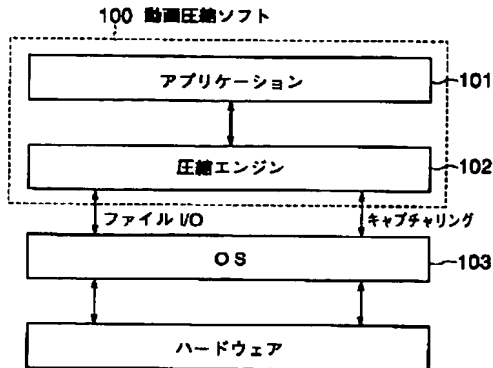 100 動画圧縮ソフト
アプリケーション 101
圧縮エンジン 102
ファイル I/O キャプチャリング
OS 103
ハードウェア